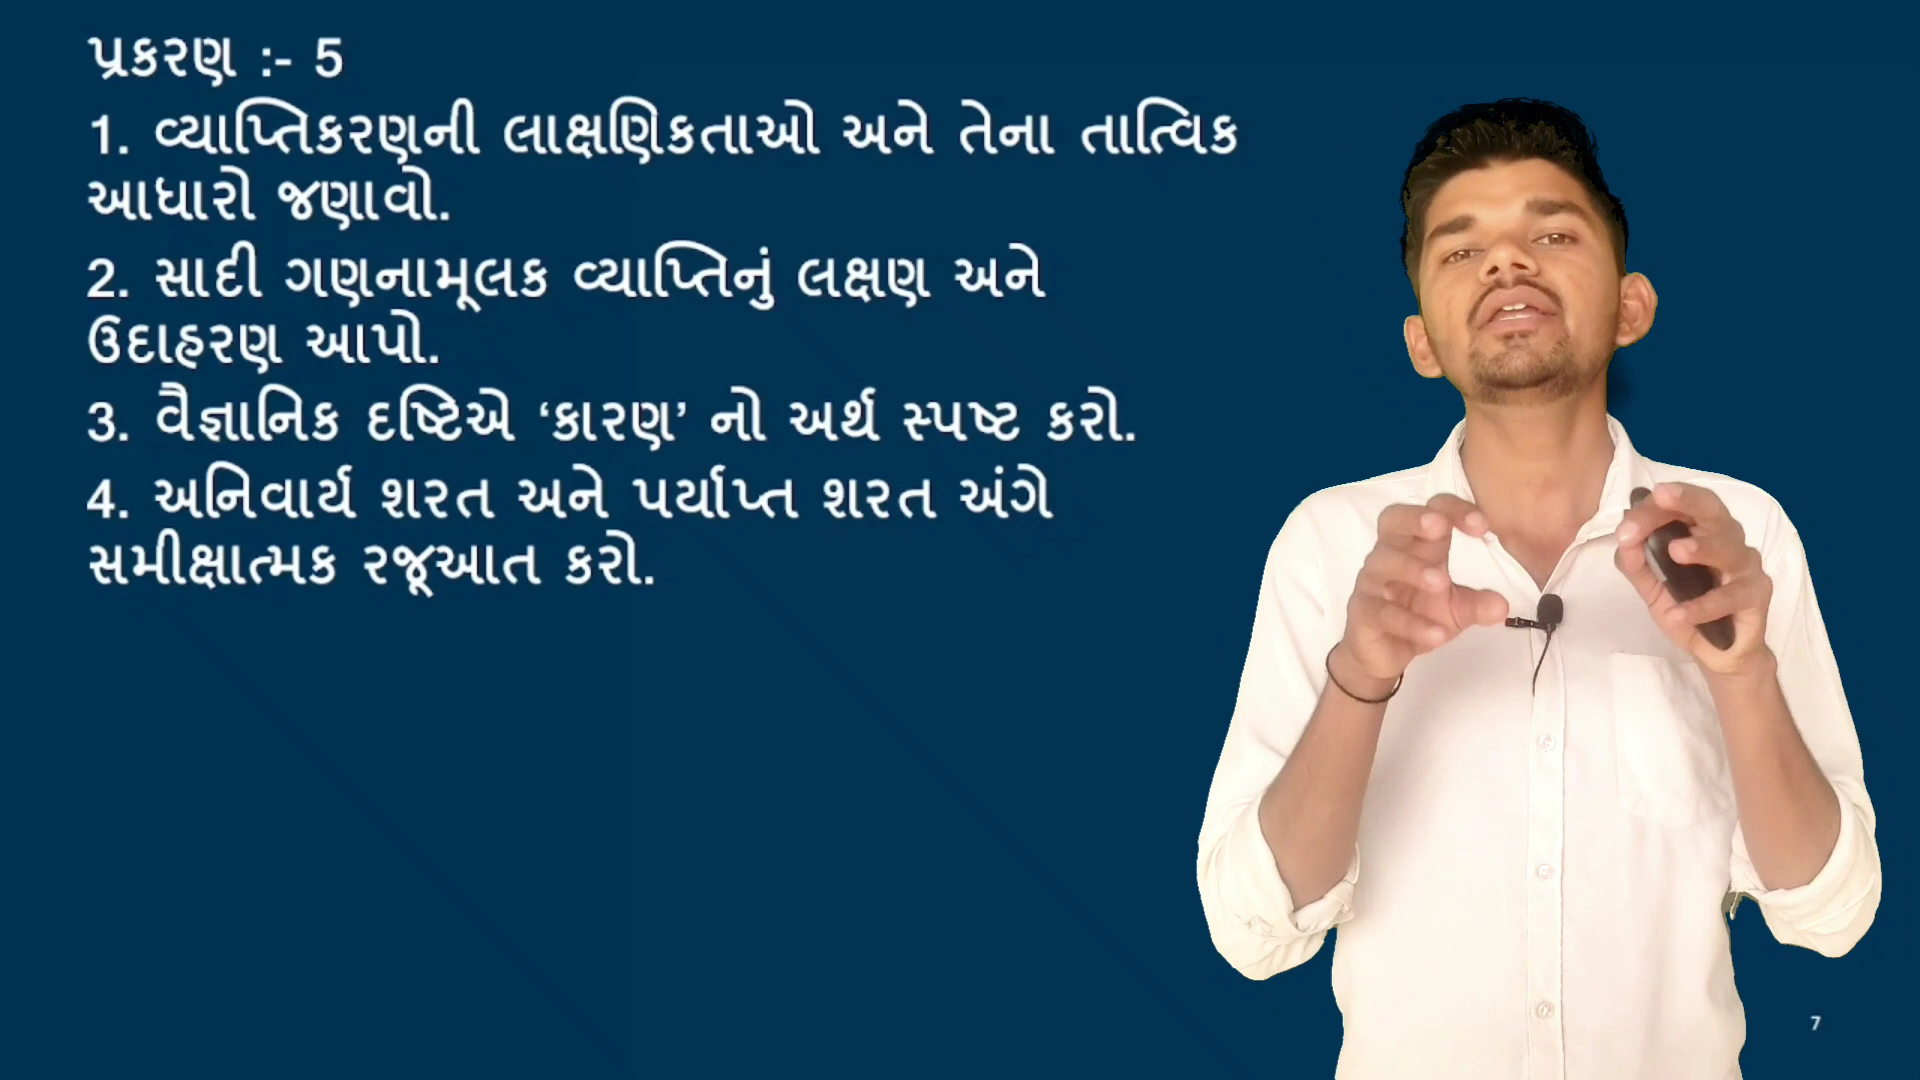 પ્રકરણ :- 5
1. વ્યાપ્તિકરણની લાક્ષણિકતાઓ અને તેના તાત્વિક
આધારો જણાવો.
2. સાદી ગણનામૂલક વ્યાપ્તિનું લક્ષણ અને
ઉદાહરણ આપો.
3. વૈજ્ઞાનિક દષ્ટિએ ‘કારણ’ નો અર્થ સ્પષ્ટ કરો.
4. અનિવાર્ય શરત અને પર્યાપ્ત શરત અંગે
સમીક્ષાત્મક રજૂઆત કરો.
7